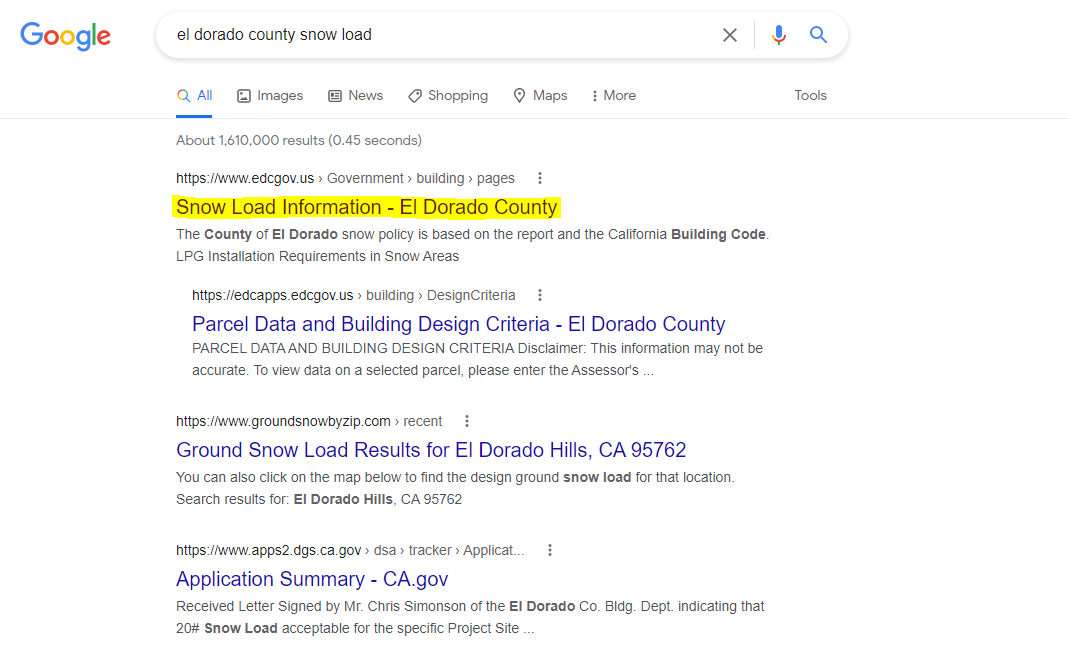 Google
el dorado county snow load
All Images News Shopping Maps More Tools
About 1,610,000 results (0.45 seconds)
https://www.edcgov.us › Government › building › pages
Snow Load Information - El Dorado County
The County of El Dorado snow policy is based on the report and the California Building Code.
LPG Installation Requirements in Snow Areas
https://edcapps.edcgov.us › building › DesignCriteria
Parcel Data and Building Design Criteria - El Dorado County
PARCEL DATA AND BUILDING DESIGN CRITERIA Disclaimer: This information may not be
accurate. To view data on a selected parcel, please enter the Assessor's ...
https://www.groundsnowbyzip.com › recent
Ground Snow Load Results for El Dorado Hills, CA 95762
You can also click on the map below to find the design ground snow load for that location.
Search results for: El Dorado Hills, CA 95762
https://www.apps2.dgs.ca.gov › dsa › tracker › Applicat...
Application Summary - CA.gov
Received Letter Signed by Mr. Chris Simonson of the El Dorado Co. Bldg. Dept. indicating that
20# Snow Load acceptable for the specific Project Site ...